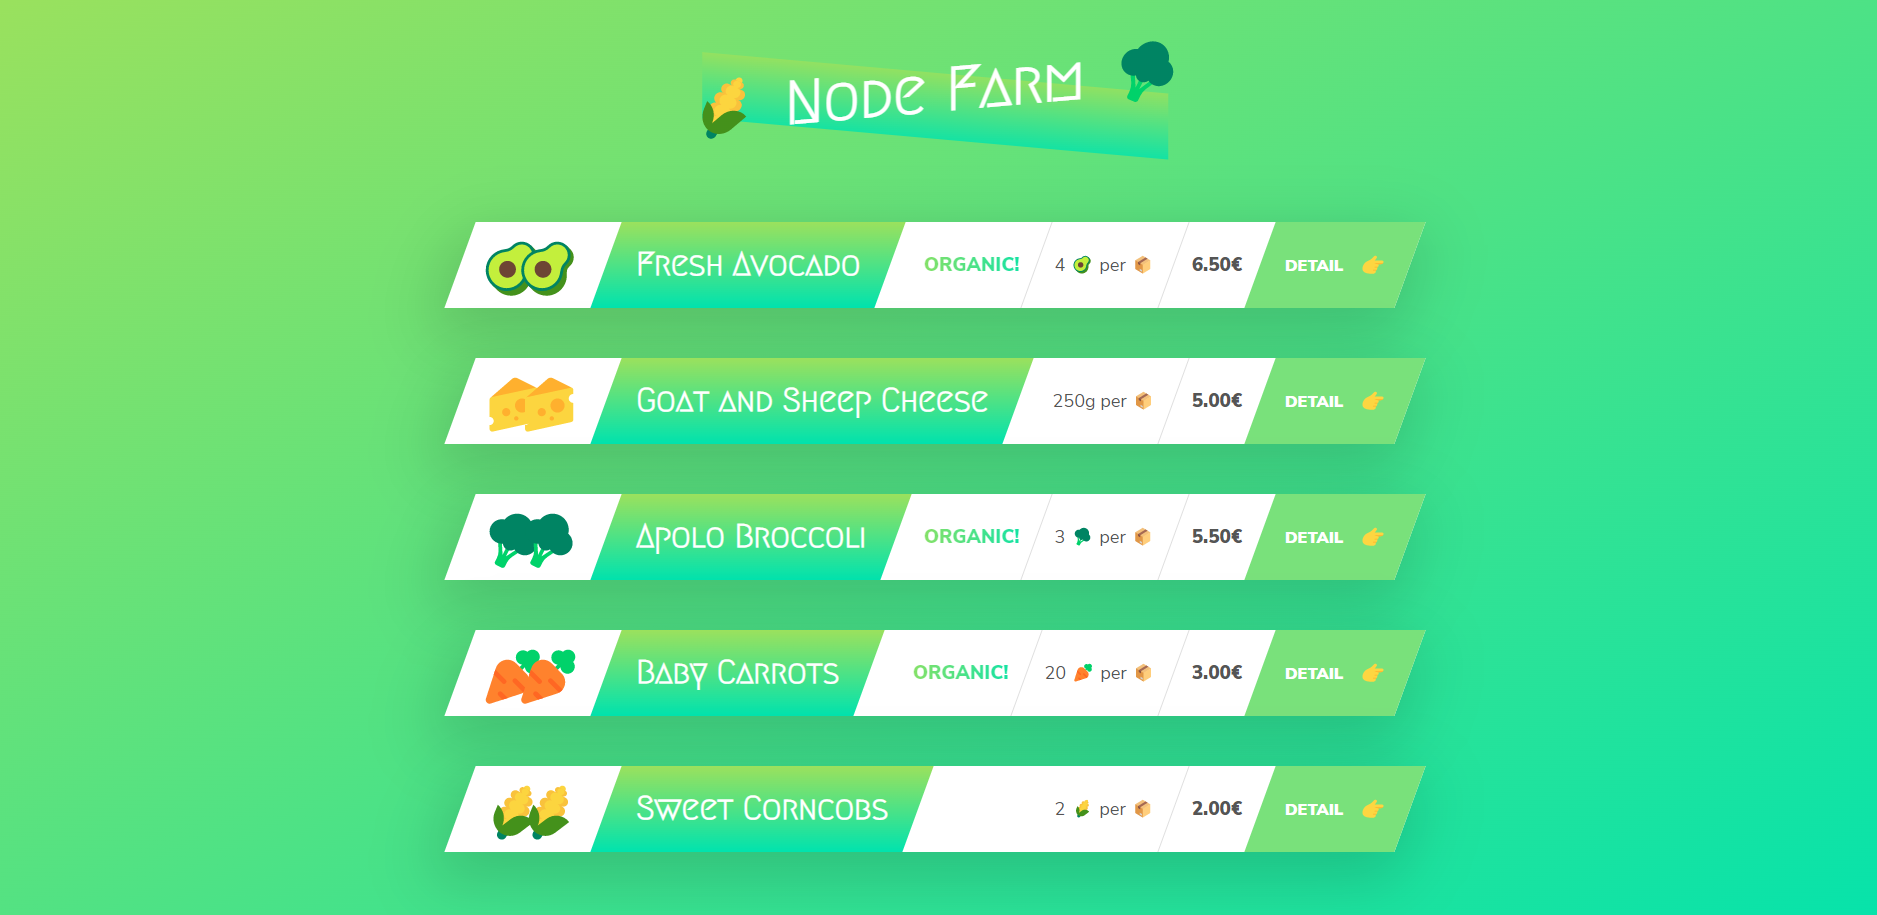 Node Farm
Fresh Avocado ORGANIC! 4 🥑 per 📦 6.50€ DETAIL 👉
Goat and Sheep Cheese 250g per 📦 5.00€ DETAIL 👉
Apolo Broccoli ORGANIC! 3 🥦 per 📦 5.50€ DETAIL 👉
Baby Carrots ORGANIC! 20 🥕 per 📦 3.00€ DETAIL 👉
Sweet Corncobs 2 🌽 per 📦 2.00€ DETAIL 👉